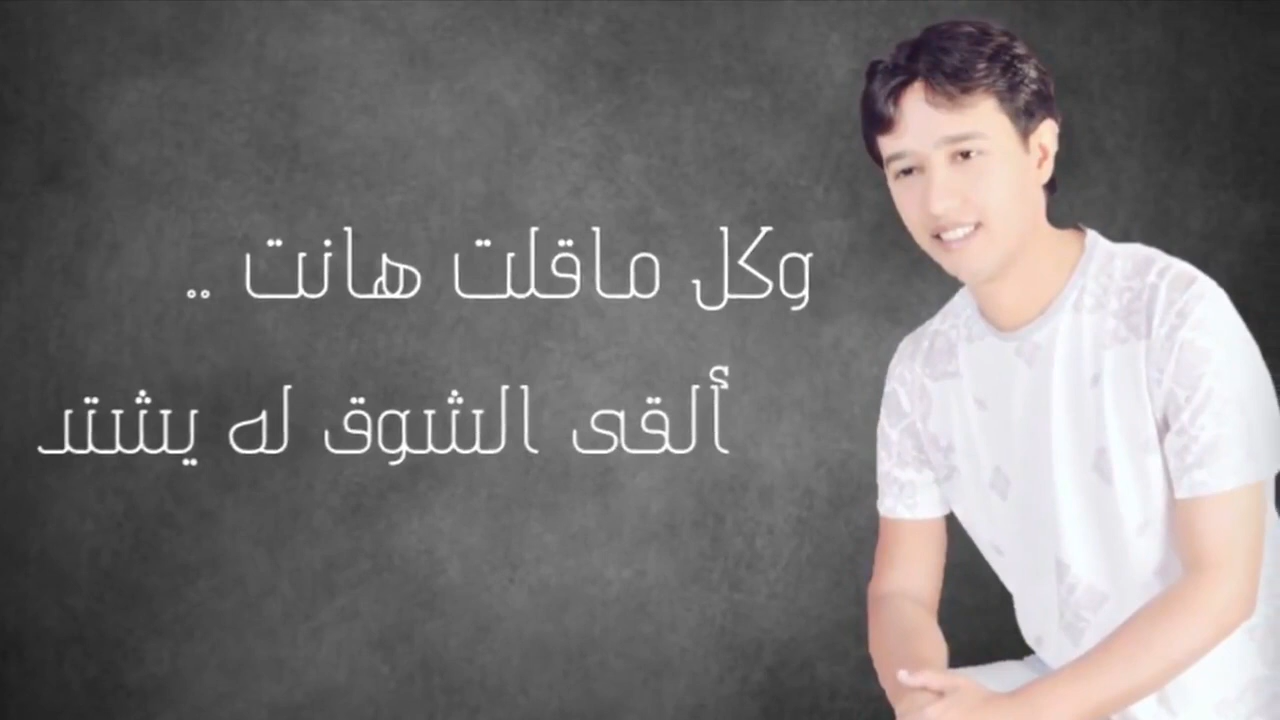 وكل ماقلت هانت ..
ألقى الشوق له يشتد